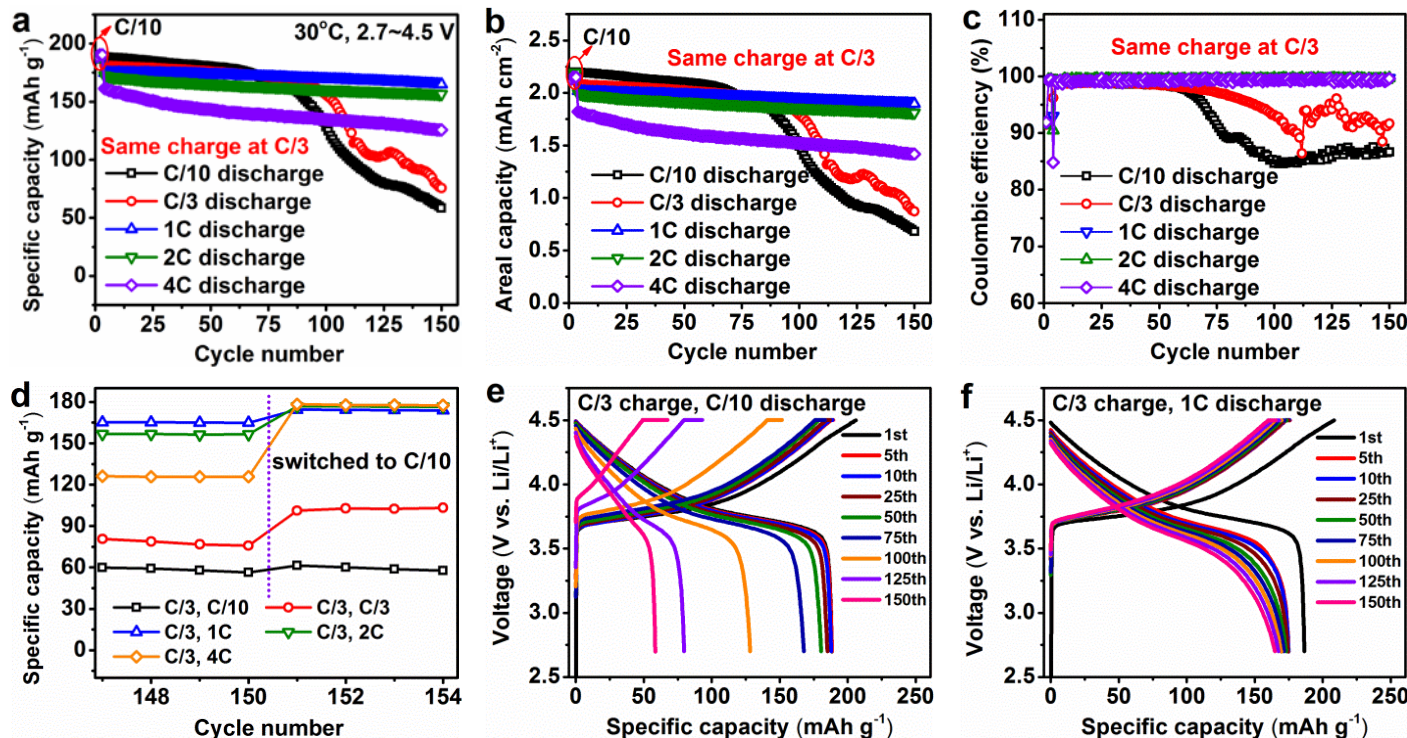 a
C/10
30°C, 2.7~4.5 V
Same charge at C/3
C/10 discharge
C/3 discharge
1C discharge
2C discharge
4C discharge
Specific capacity (mAh g⁻¹)
200
175
150
125
100
75
50
25
0
0 25 50 75 100 125 150
Cycle number
b
C/10
Same charge at C/3
C/10 discharge
C/3 discharge
1C discharge
2C discharge
4C discharge
Areal capacity (mAh cm⁻²)
2.5
2.0
1.5
1.0
0.5
0.0
0 25 50 75 100 125 150
Cycle number
c
Same charge at C/3
C/10 discharge
C/3 discharge
1C discharge
2C discharge
4C discharge
Coulombic efficiency (%)
110
100
90
80
70
60
0 25 50 75 100 125 150
Cycle number
d
switched to C/10
C/3, C/10 C/3, C/3
C/3, 1C C/3, 2C
C/3, 4C
Specific capacity (mAh g⁻¹)
180
150
120
90
60
30
0
148 150 152 154
Cycle number
e
C/3 charge, C/10 discharge
1st
5th
10th
25th
50th
75th
100th
125th
150th
Voltage (V vs. Li/Li⁺)
4.5
4.0
3.5
3.0
2.5
0 50 100 150 200 250
Specific capacity (mAh g⁻¹)
f
C/3 charge, 1C discharge
1st
5th
10th
25th
50th
75th
100th
125th
150th
Voltage (V vs. Li/Li⁺)
4.5
4.0
3.5
3.0
2.5
0 50 100 150 200 250
Specific capacity (mAh g⁻¹)